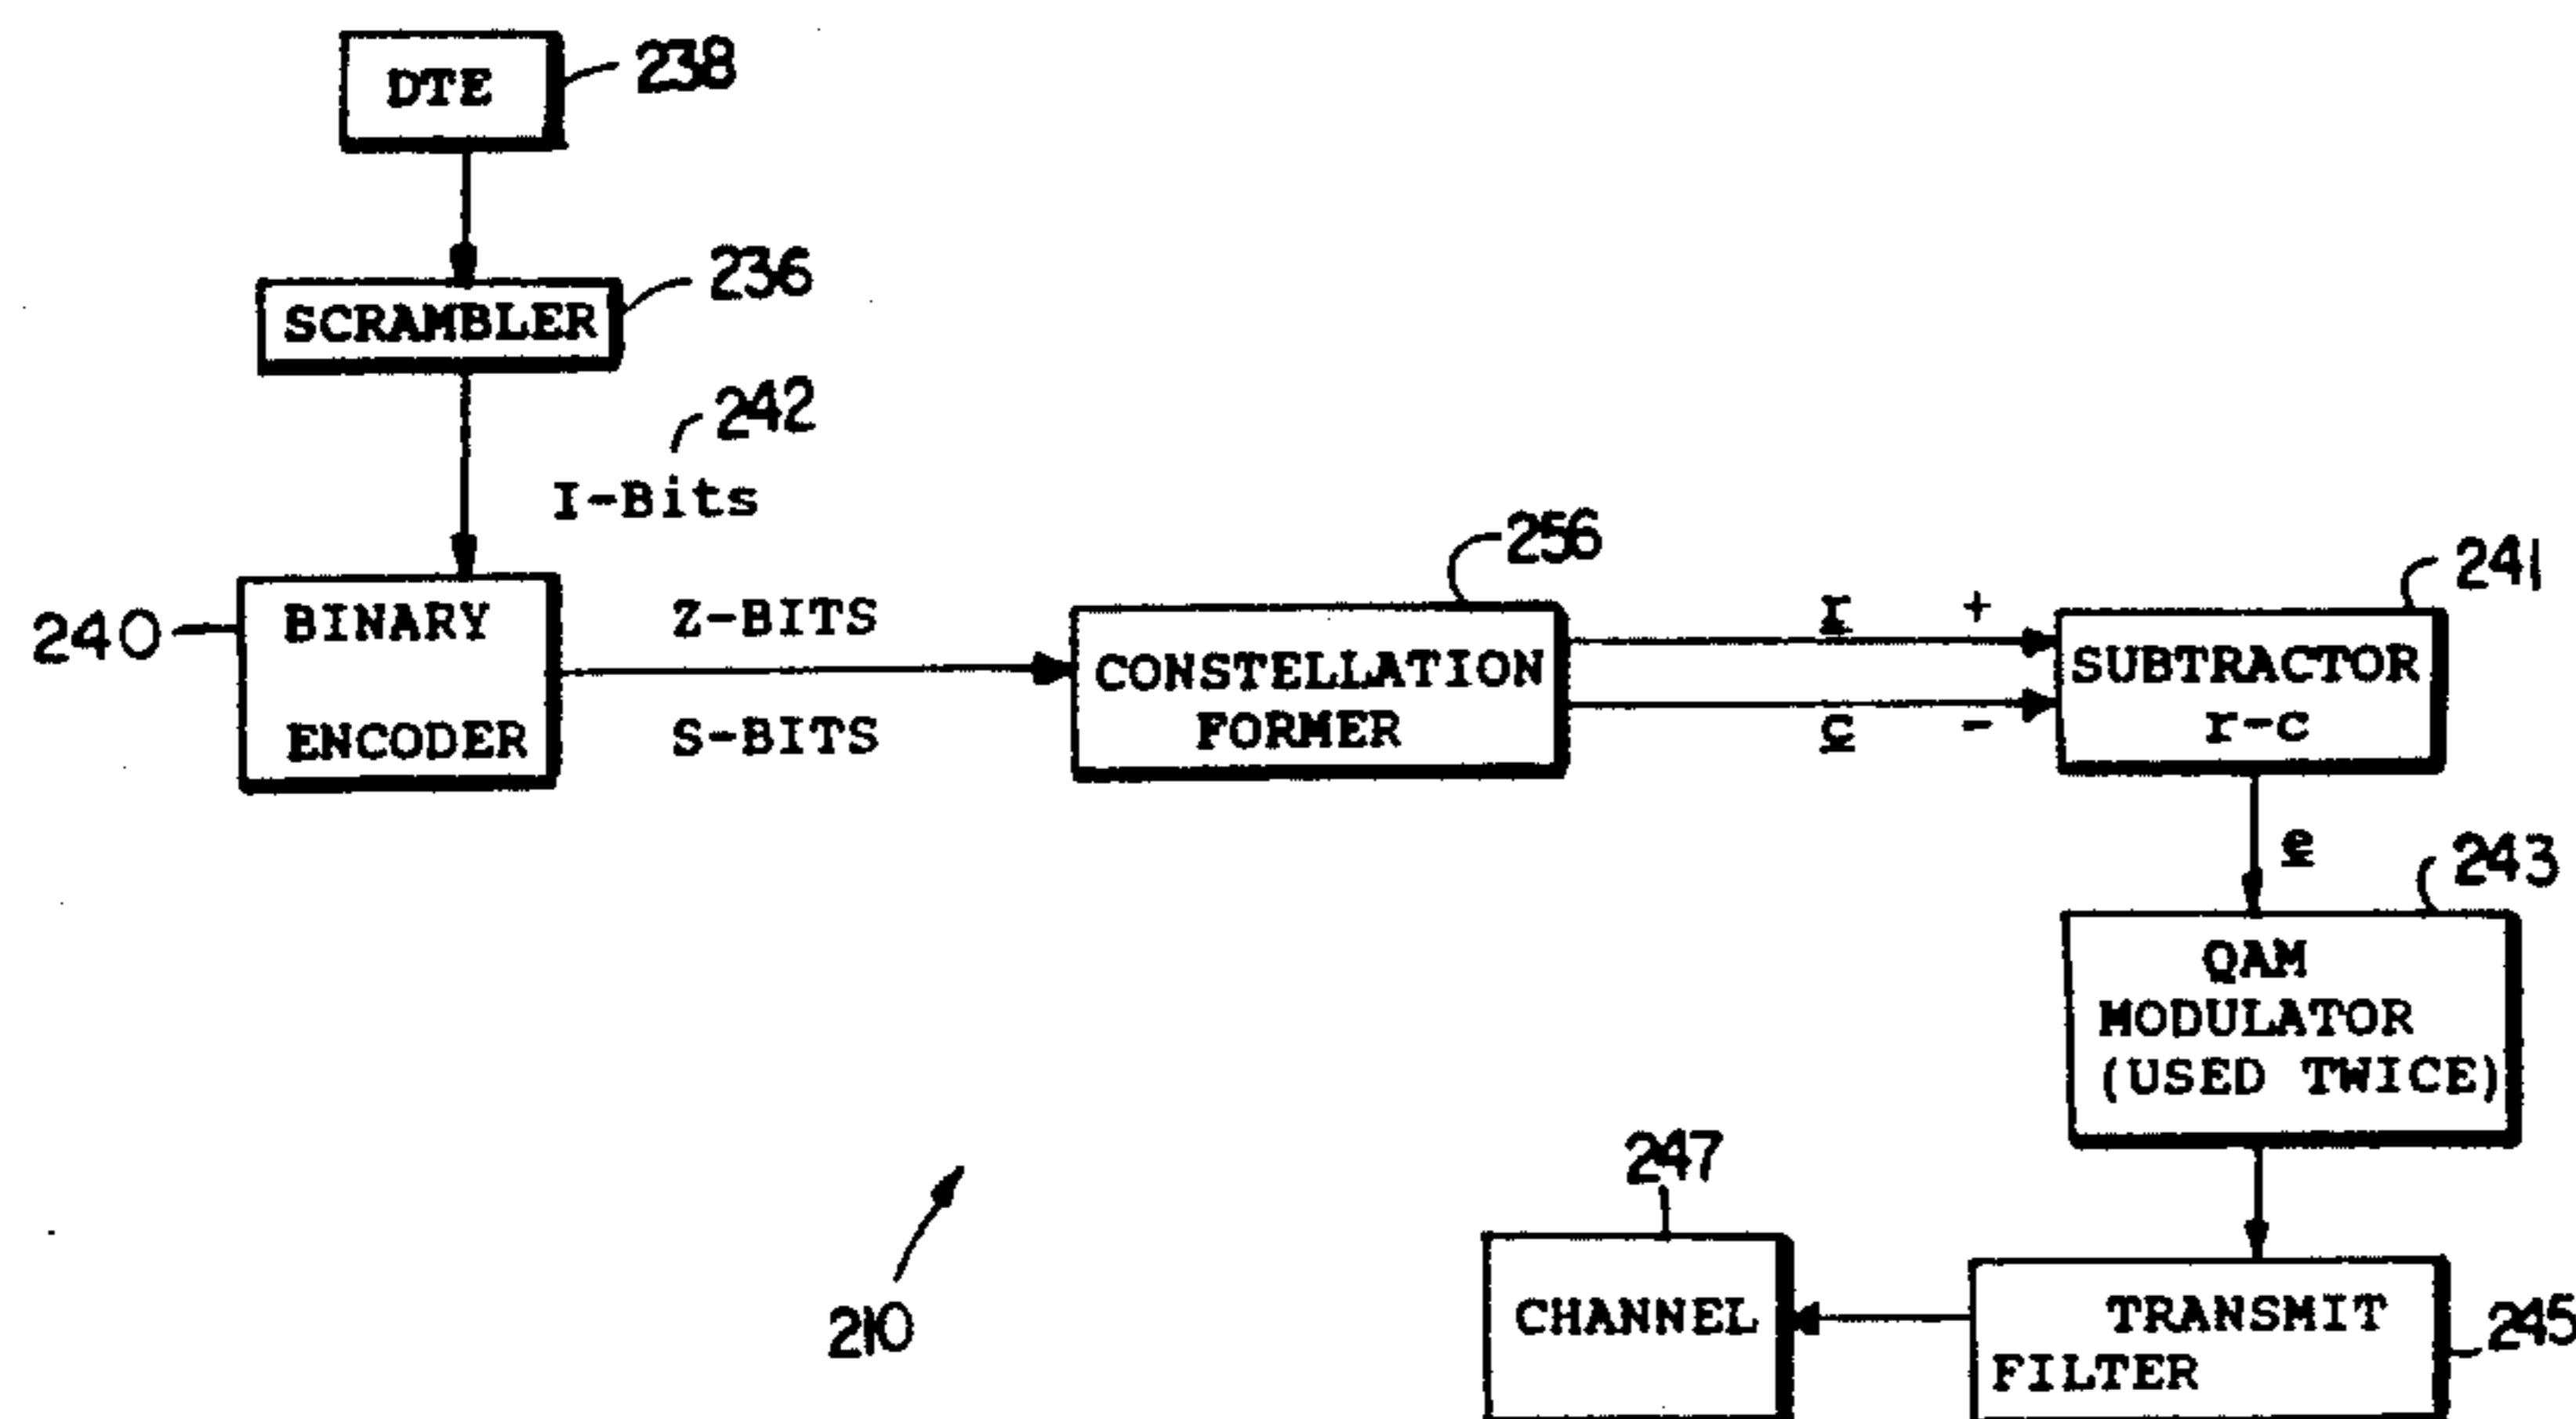 DTE
238
SCRAMBLER
236
242
I-Bits
240
BINARY
ENCODER
Z-BITS
S-BITS
256
CONSTELLATION
FORMER
r +
c -
241
SUBTRACTOR
r-c
e
243
QAM
MODULATOR
(USED TWICE)
247
CHANNEL
TRANSMIT
FILTER
245
210